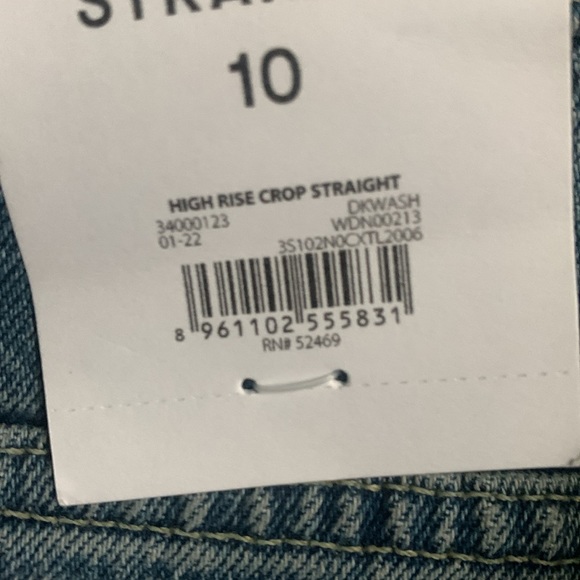 10
HIGH RISE CROP STRAIGHT
34000123 DKWASH
01-22 WDN00213
3S102N0CXTL2006
8 961102 555831
RN# 52469